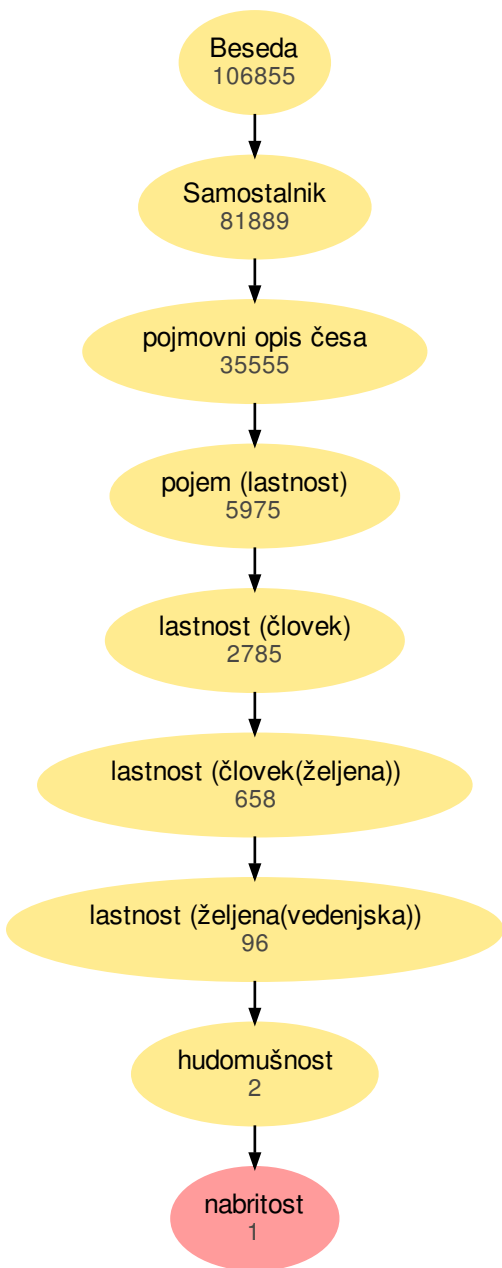 Beseda
106855
Samostalnik
81889
pojmovni opis česa
35555
pojem (lastnost)
5975
lastnost (človek)
2785
lastnost (človek(željena))
658
lastnost (željena(vedenjska))
96
hudomušnost
2
nabritost
1